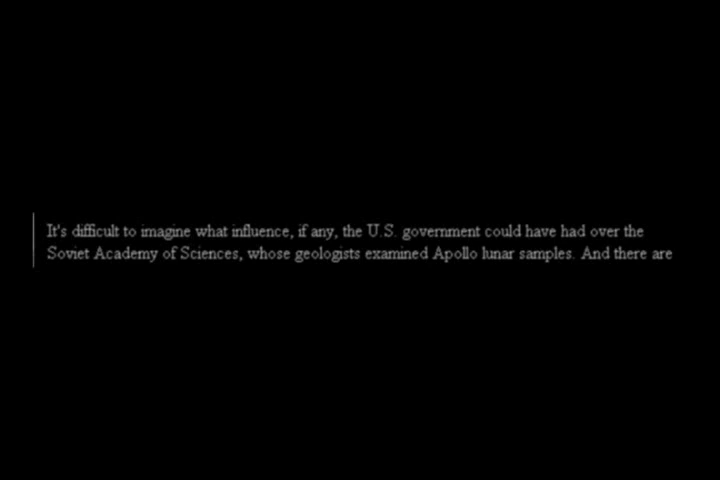 It's difficult to imagine what influence, if any, the U.S. government could have had over the
Soviet Academy of Sciences, whose geologists examined Apollo lunar samples. And there are